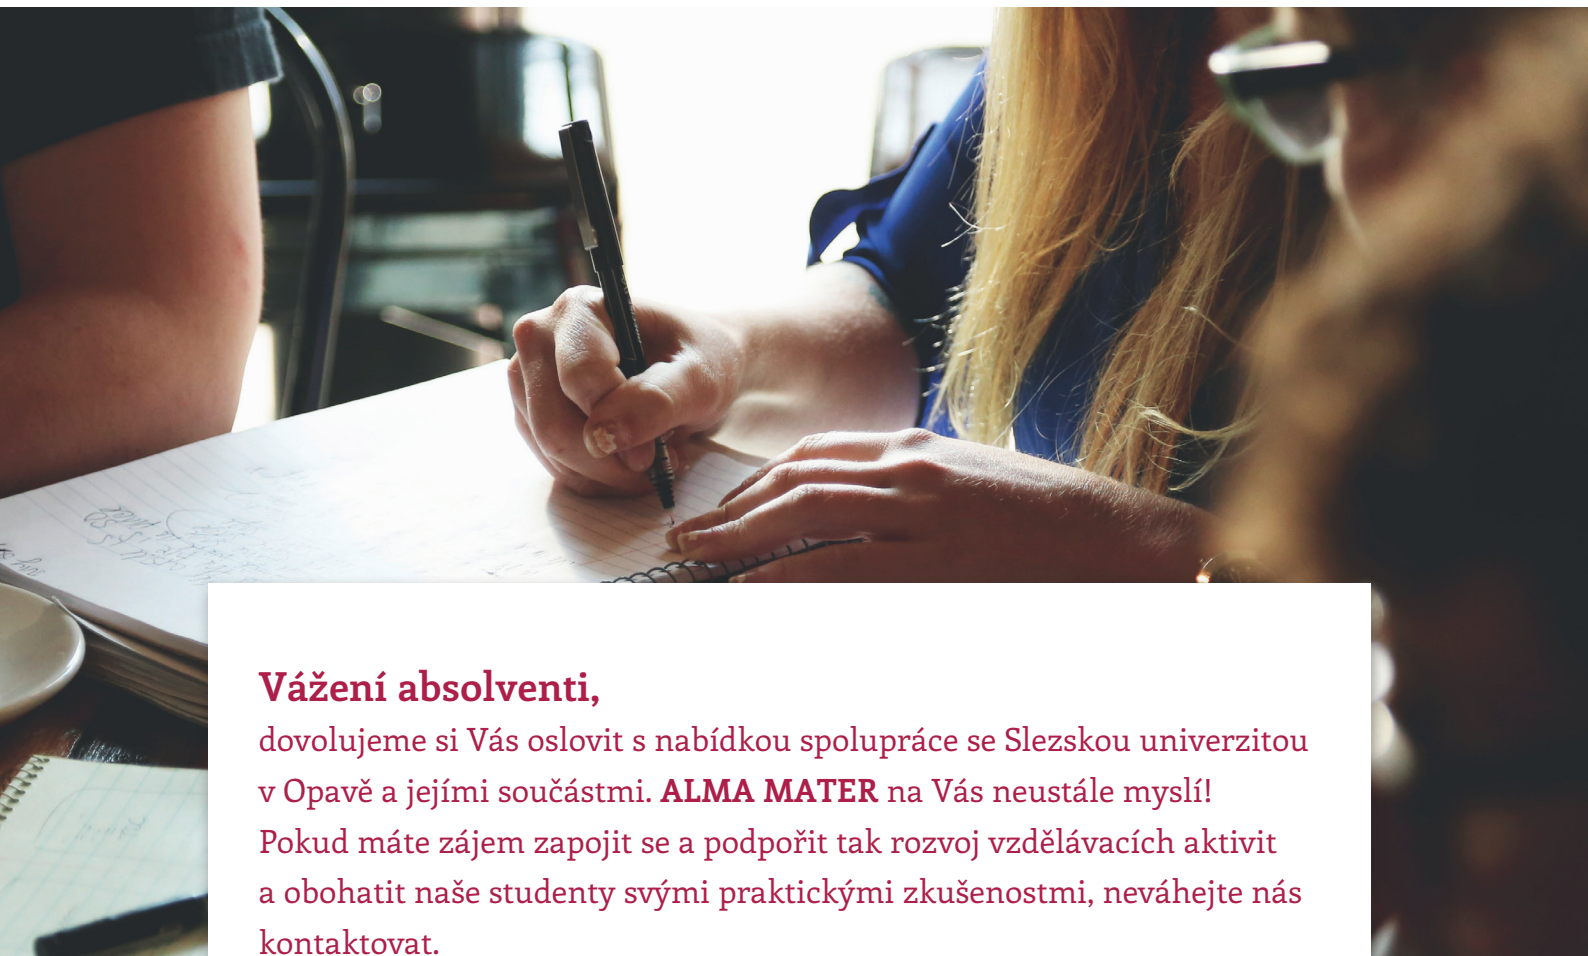 Vážení absolventi,
dovolujeme si Vás oslovit s nabídkou spolupráce se Slezskou univerzitou
v Opavě a jejími součástmi. ALMA MATER na Vás neustále myslí!
Pokud máte zájem zapojit se a podpořit tak rozvoj vzdělávacích aktivit
a obohatit naše studenty svými praktickými zkušenostmi, neváhejte nás
kontaktovat.